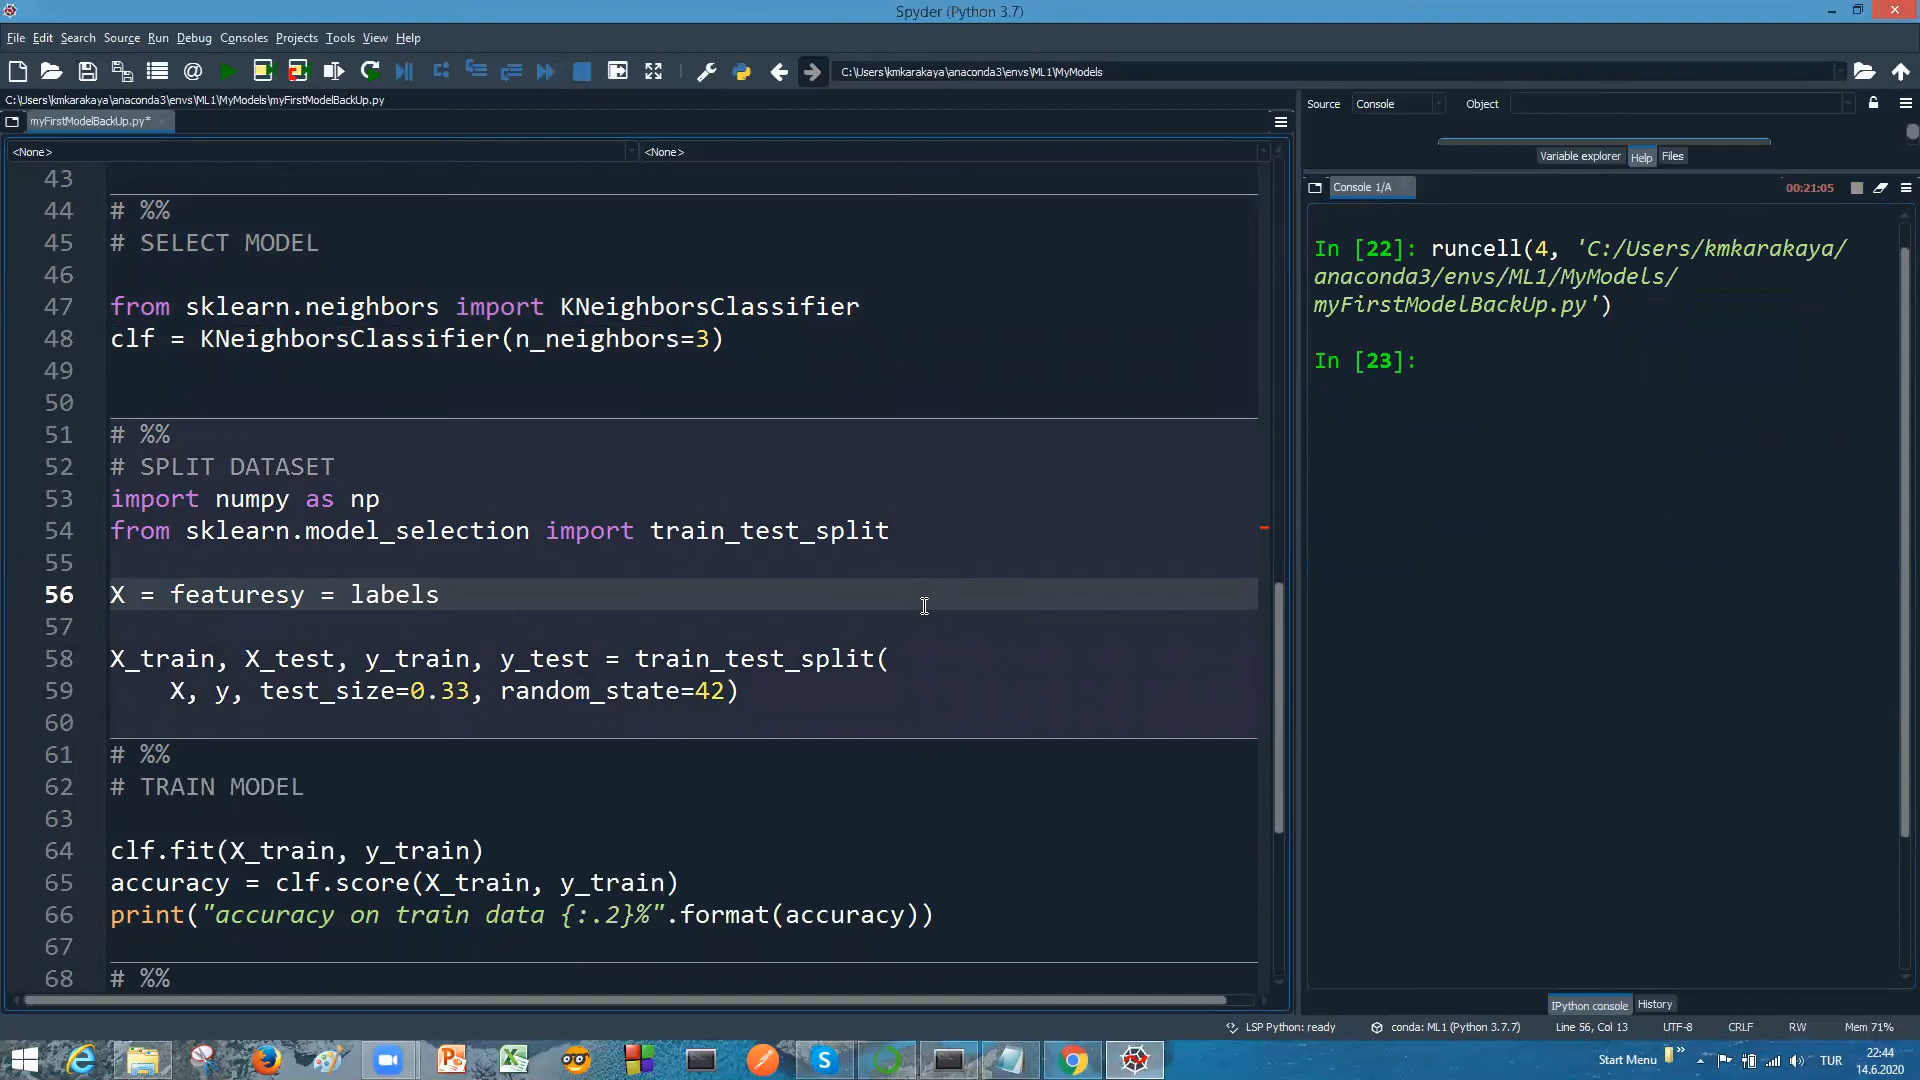 Spyder (Python 3.7)
File Edit Search Source Run Debug Consoles Projects Tools View Help
C:\Users\kmkarakaya\anaconda3\envs\ML1\MyModels
C:\Users\kmkarakaya\anaconda3\envs\ML1\MyModels\myFirstModelBackUp.py
myFirstModelBackUp.py*
<None> <None>
43
44 # %%
45 # SELECT MODEL
46
47 from sklearn.neighbors import KNeighborsClassifier
48 clf = KNeighborsClassifier(n_neighbors=3)
49
50
51 # %%
52 # SPLIT DATASET
53 import numpy as np
54 from sklearn.model_selection import train_test_split
55
56 X = featuresy = labels
57
58 X_train, X_test, y_train, y_test = train_test_split(
59     X, y, test_size=0.33, random_state=42)
60
61 # %%
62 # TRAIN MODEL
63
64 clf.fit(X_train, y_train)
65 accuracy = clf.score(X_train, y_train)
66 print("accuracy on train data {:.2}%".format(accuracy))
67
68 # %%
Source Console Object
Variable explorer Help Files
Console 1/A 00:21:05
In [22]: runcell(4, 'C:/Users/kmkarakaya/
anaconda3/envs/ML1/MyModels/
myFirstModelBackUp.py')
In [23]:
IPython console History
LSP Python: ready conda: ML1 (Python 3.7.7) Line 56, Col 13 UTF-8 CRLF RW Mem 71%
Start Menu » TUR 22:44
14.6.2020